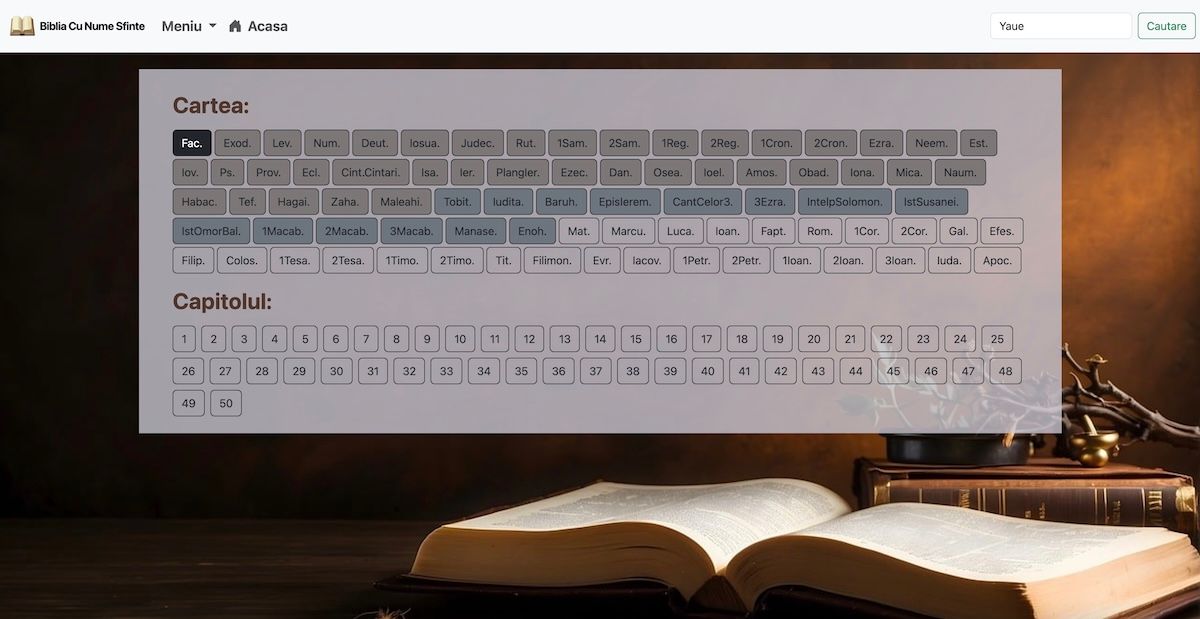 Biblia Cu Nume Sfinte Meniu Acasa Yaue Cautare
Cartea:
Fac. Exod. Lev. Num. Deut. Iosua. Judec. Rut. 1Sam. 2Sam. 1Reg. 2Reg. 1Cron. 2Cron. Ezra. Neem. Est.
Iov. Ps. Prov. Ecl. Cint.Cintari. Isa. Ier. Plangler. Ezec. Dan. Osea. Ioel. Amos. Obad. Iona. Mica. Naum.
Habac. Tef. Hagai. Zaha. Maleahi. Tobit. Iudita. Baruh. EpisIerem. CantCelor3. 3Ezra. IntelpSolomon. IstSusanei.
IstOmorBal. 1Macab. 2Macab. 3Macab. Manase. Enoh. Mat. Marcu. Luca. Ioan. Fapt. Rom. 1Cor. 2Cor. Gal. Efes.
Filip. Colos. 1Tesa. 2Tesa. 1Timo. 2Timo. Tit. Filimon. Evr. Iacov. 1Petr. 2Petr. 1Ioan. 2Ioan. 3Ioan. Iuda. Apoc.
Capitolul:
1 2 3 4 5 6 7 8 9 10 11 12 13 14 15 16 17 18 19 20 21 22 23 24 25
26 27 28 29 30 31 32 33 34 35 36 37 38 39 40 41 42 43 44 45 46 47 48
49 50